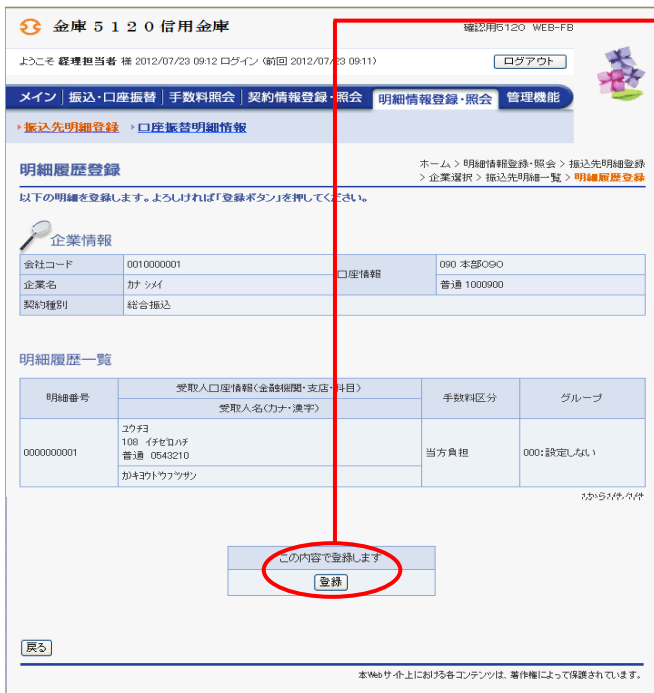 金庫５１２０信用金庫
確認用5120 WEB-FB
ようこそ 経理担当者 様 2012/07/23 09:12 ログイン (前回 2012/07/23 09:11)
ログアウト
メイン 振込・口座振替 手数料照会 契約情報登録・照会 明細情報登録・照会 管理機能
振込先明細登録 口座振替明細情報
明細履歴登録
ホーム > 明細情報登録・照会 > 振込先明細登録
> 企業選択 > 振込先明細一覧 > 明細履歴登録
以下の明細を登録します。よろしければ「登録ボタン」を押してください。
企業情報
会社コード 0010000001 口座情報 090 本部090
企業名 カナ シメイ 普通 1000900
契約種別 総合振込
明細履歴一覧
明細番号 受取人口座情報(金融機関・支店・科目) 手数料区分 グループ
受取人名(カナ・漢字)
ユウチヨ
108 イチゼロハチ
0000000001 普通 0543210 当方負担 000:設定しない
カ)キヨウトウフツサン
1から1件/1件
この内容で登録します
登録
戻る
本Webサイト上における各コンテンツは、著作権によって保護されています。